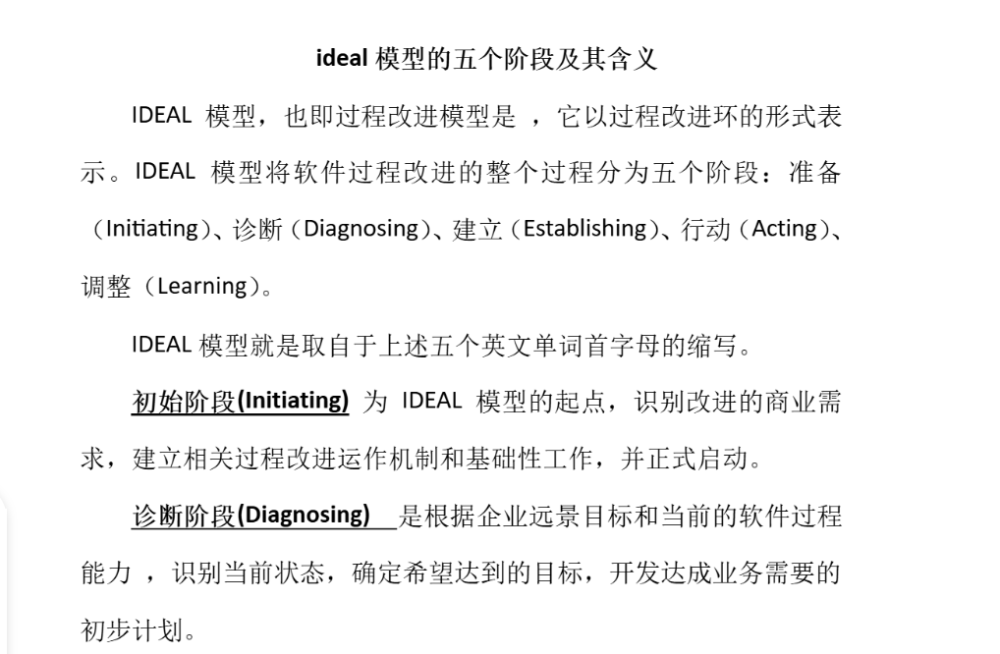 ideal 模型的五个阶段及其含义
IDEAL 模型，也即过程改进模型是 ，它以过程改进环的形式表
示。IDEAL 模型将软件过程改进的整个过程分为五个阶段：准备
（Initiating）、诊断（Diagnosing）、建立（Establishing）、行动（Acting）、
调整（Learning）。
IDEAL 模型就是取自于上述五个英文单词首字母的缩写。
初始阶段(Initiating) 为 IDEAL 模型的起点，识别改进的商业需
求，建立相关过程改进运作机制和基础性工作，并正式启动。
诊断阶段(Diagnosing) 是根据企业远景目标和当前的软件过程
能力 ，识别当前状态，确定希望达到的目标，开发达成业务需要的
初步计划。